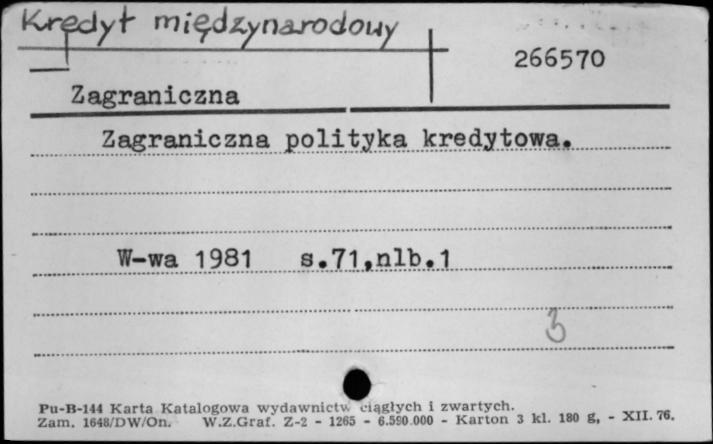 Kredyt międzynarodowy
266570
Zagraniczna
Zagraniczna polityka kredytowa.
W-wa 1981 s.71,nlb.1
3
Pu-B-144 Karta Katalogowa wydawnictw ciągłych i zwartych.
Zam. 1648/DW/On. W.Z.Graf. Z-2 - 1265 - 6.590.000 - Karton 3 kl. 180 g, - XII. 76.